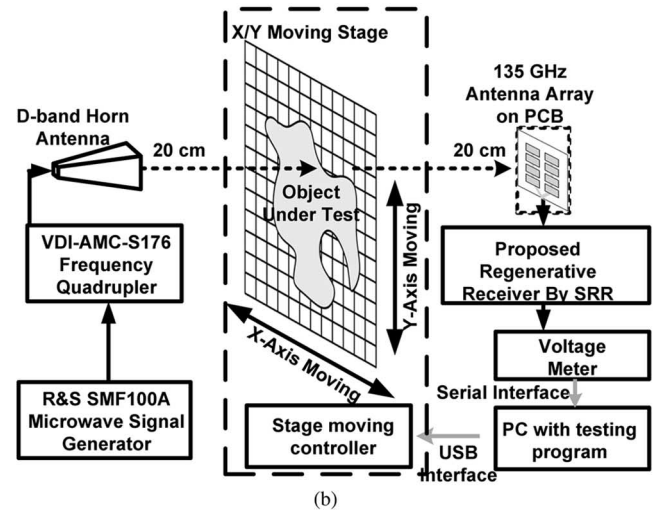 X/Y Moving Stage
D-band Horn
Antenna
20 cm
Object
Under Test
20 cm
135 GHz
Antenna Array
on PCB
VDI-AMC-S176
Frequency
Quadrupler
Y-Axis Moving
Proposed
Regenerative
Receiver By SRR
X-Axis Moving
Voltage
Meter
R&S SMF100A
Microwave Signal
Generator
Serial Interface
Stage moving
controller
USB
Interface
PC with testing
program
(b)